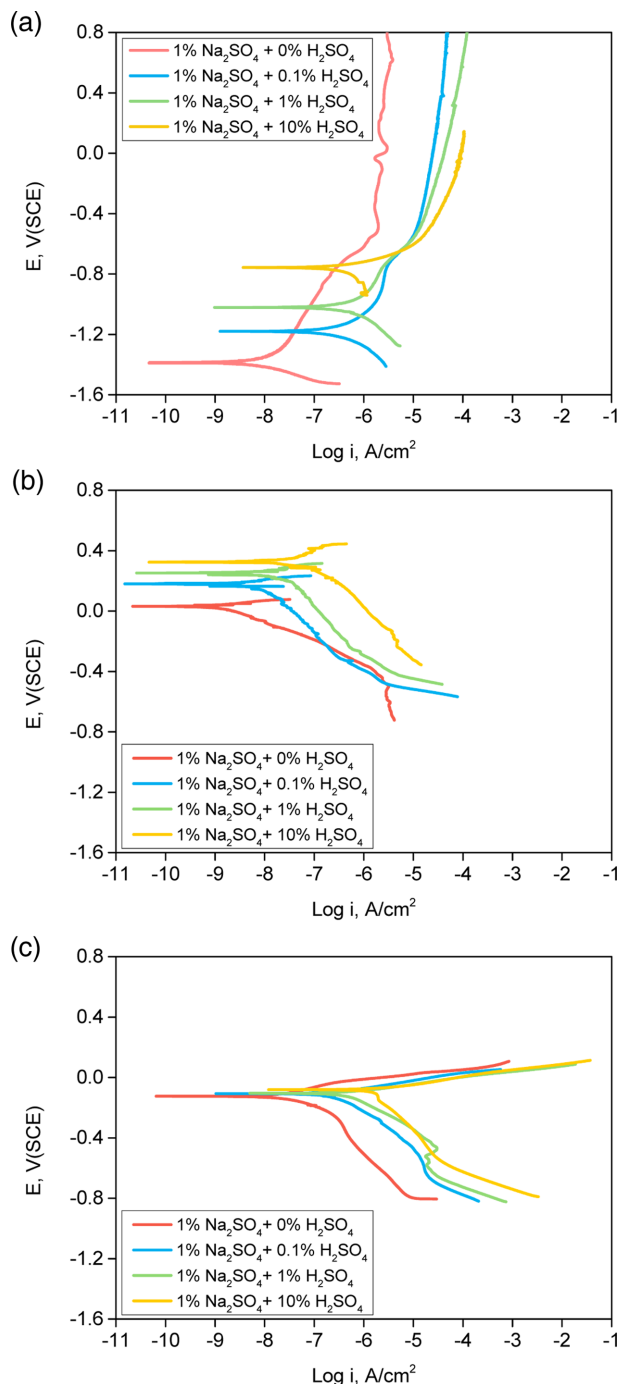 (a)
0.8
0.4
0.0
-0.4
-0.8
-1.2
-1.6
E, V(SCE)
1% Na₂SO₄ + 0% H₂SO₄
1% Na₂SO₄ + 0.1% H₂SO₄
1% Na₂SO₄ + 1% H₂SO₄
1% Na₂SO₄ + 10% H₂SO₄
-11 -10 -9 -8 -7 -6 -5 -4 -3 -2 -1
Log i, A/cm²
(b)
0.8
0.4
0.0
-0.4
-0.8
-1.2
-1.6
E, V(SCE)
1% Na₂SO₄+ 0% H₂SO₄
1% Na₂SO₄+ 0.1% H₂SO₄
1% Na₂SO₄+ 1% H₂SO₄
1% Na₂SO₄+ 10% H₂SO₄
-11 -10 -9 -8 -7 -6 -5 -4 -3 -2 -1
Log i, A/cm²
(c)
0.8
0.4
0.0
-0.4
-0.8
-1.2
-1.6
E, V(SCE)
1% Na₂SO₄+ 0% H₂SO₄
1% Na₂SO₄+ 0.1% H₂SO₄
1% Na₂SO₄+ 1% H₂SO₄
1% Na₂SO₄+ 10% H₂SO₄
-11 -10 -9 -8 -7 -6 -5 -4 -3 -2 -1
Log i, A/cm²